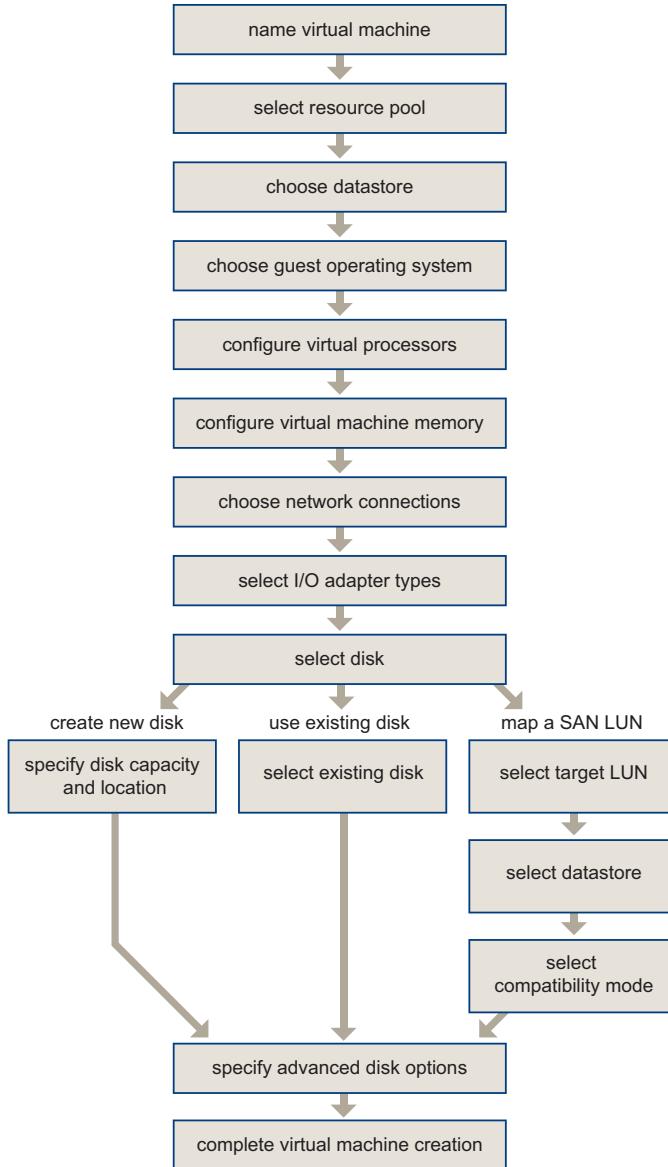 name virtual machine
select resource pool
choose datastore
choose guest operating system
configure virtual processors
configure virtual machine memory
choose network connections
select I/O adapter types
select disk
create new disk
use existing disk
map a SAN LUN
specify disk capacity
and location
select existing disk
select target LUN
select datastore
select
compatibility mode
specify advanced disk options
complete virtual machine creation